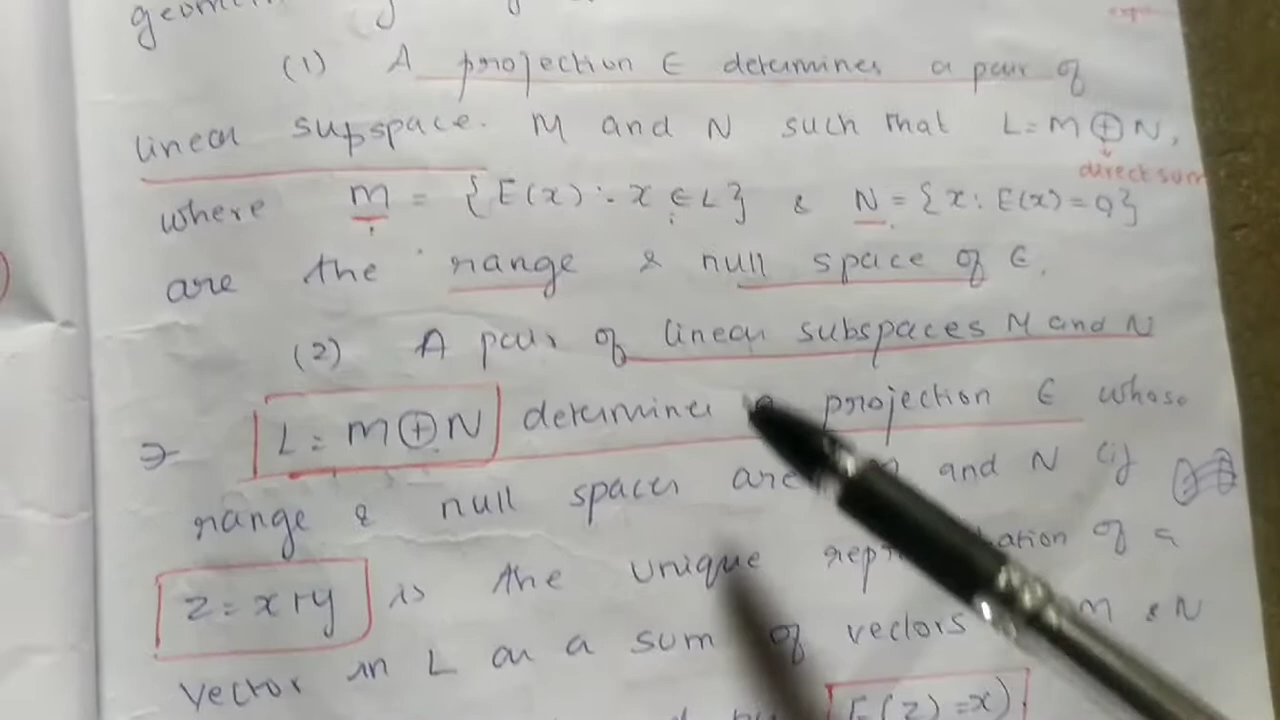 (1) A projection E determines a pair of
linear subspace. M and N such that L = M ⊕ N,
direct sum
where M = {E(x) : x ∈ L} & N = {x : E(x) = 0}
are the range & null space of E.
(2) A pair of linear subspaces M and N
⇒ L = M ⊕ N determines a projection E whose
range & null spaces are and N (if
z = x + y is the unique of a
vector in L as a sum of vectors M & N
E(z) = x)